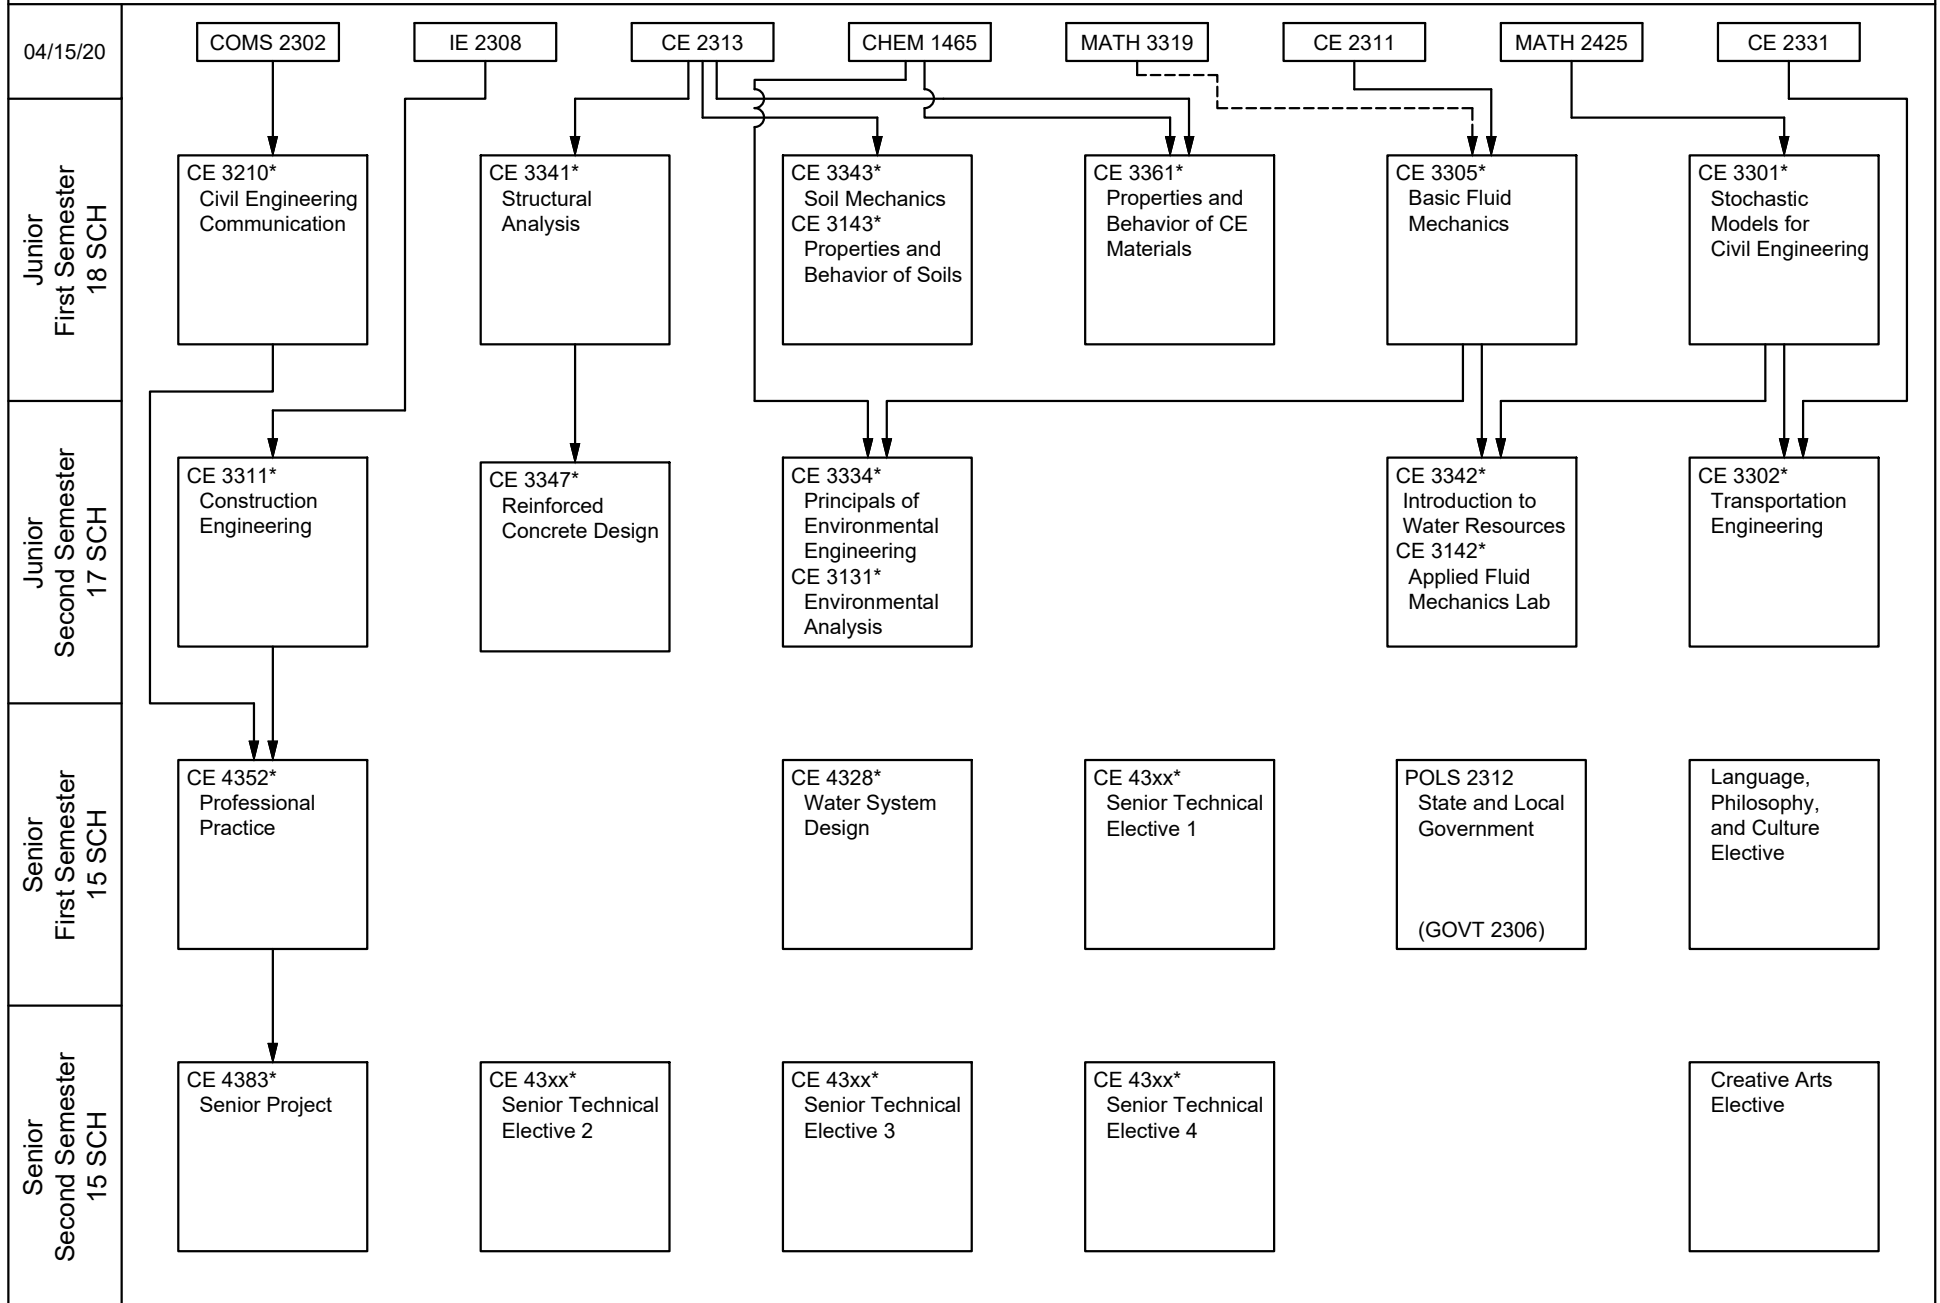 04/15/20
COMS 2302
IE 2308
CE 2313
CHEM 1465
MATH 3319
CE 2311
MATH 2425
CE 2331
Junior
First Semester
18 SCH
CE 3210*
Civil Engineering
Communication
CE 3341*
Structural
Analysis
CE 3343*
Soil Mechanics
CE 3143*
Properties and
Behavior of Soils
CE 3361*
Properties and
Behavior of CE
Materials
CE 3305*
Basic Fluid
Mechanics
CE 3301*
Stochastic
Models for
Civil Engineering
Junior
Second Semester
17 SCH
CE 3311*
Construction
Engineering
CE 3347*
Reinforced
Concrete Design
CE 3334*
Principals of
Environmental
Engineering
CE 3131*
Environmental
Analysis
CE 3342*
Introduction to
Water Resources
CE 3142*
Applied Fluid
Mechanics Lab
CE 3302*
Transportation
Engineering
Senior
First Semester
15 SCH
CE 4352*
Professional
Practice
CE 4328*
Water System
Design
CE 43xx*
Senior Technical
Elective 1
POLS 2312
State and Local
Government
(GOVT 2306)
Language,
Philosophy,
and Culture
Elective
Senior
Second Semester
15 SCH
CE 4383*
Senior Project
CE 43xx*
Senior Technical
Elective 2
CE 43xx*
Senior Technical
Elective 3
CE 43xx*
Senior Technical
Elective 4
Creative Arts
Elective